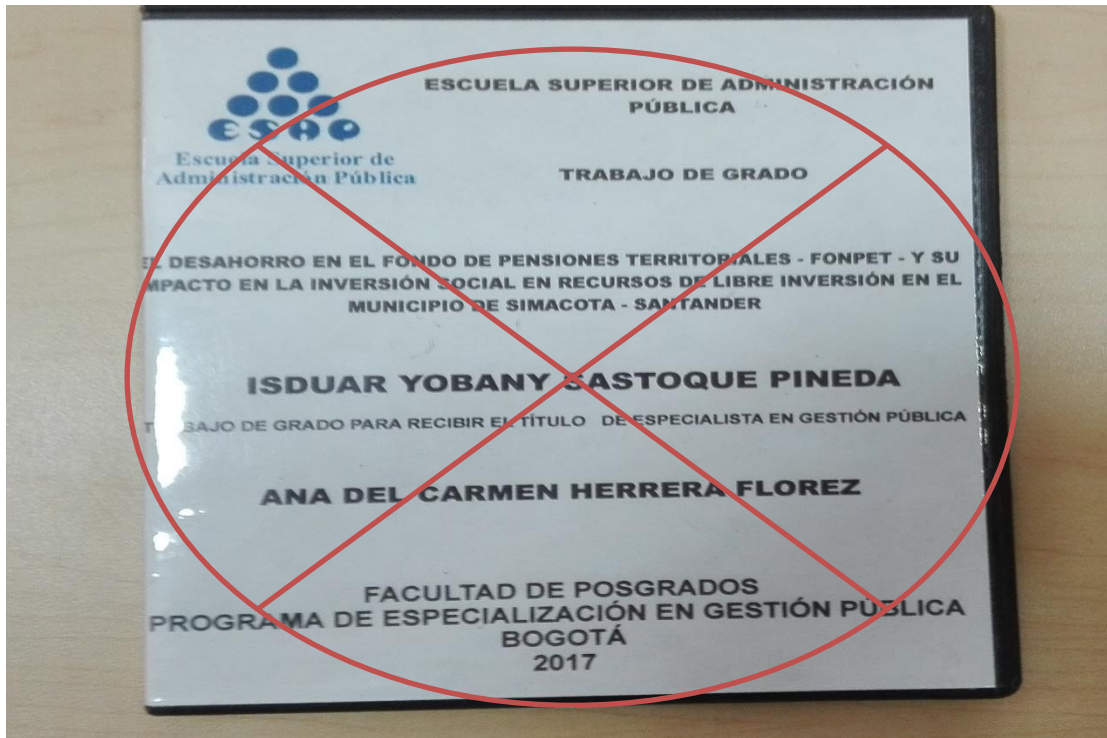 ESAP
Escuela Superior de
Administración Pública
ESCUELA SUPERIOR DE ADMINISTRACIÓN
PÚBLICA
TRABAJO DE GRADO
EL DESAHORRO EN EL FONDO DE PENSIONES TERRITORIALES - FONPET - Y SU
MPACTO EN LA INVERSIÓN SOCIAL EN RECURSOS DE LIBRE INVERSIÓN EN EL
MUNICIPIO DE SIMACOTA - SANTANDER
ISDUAR YOBANY SASTOQUE PINEDA
TRABAJO DE GRADO PARA RECIBIR EL TÍTULO DE ESPECIALISTA EN GESTIÓN PÚBLICA
ANA DEL CARMEN HERRERA FLOREZ
FACULTAD DE POSGRADOS
PROGRAMA DE ESPECIALIZACIÓN EN GESTIÓN PÚBLICA
BOGOTÁ
2017